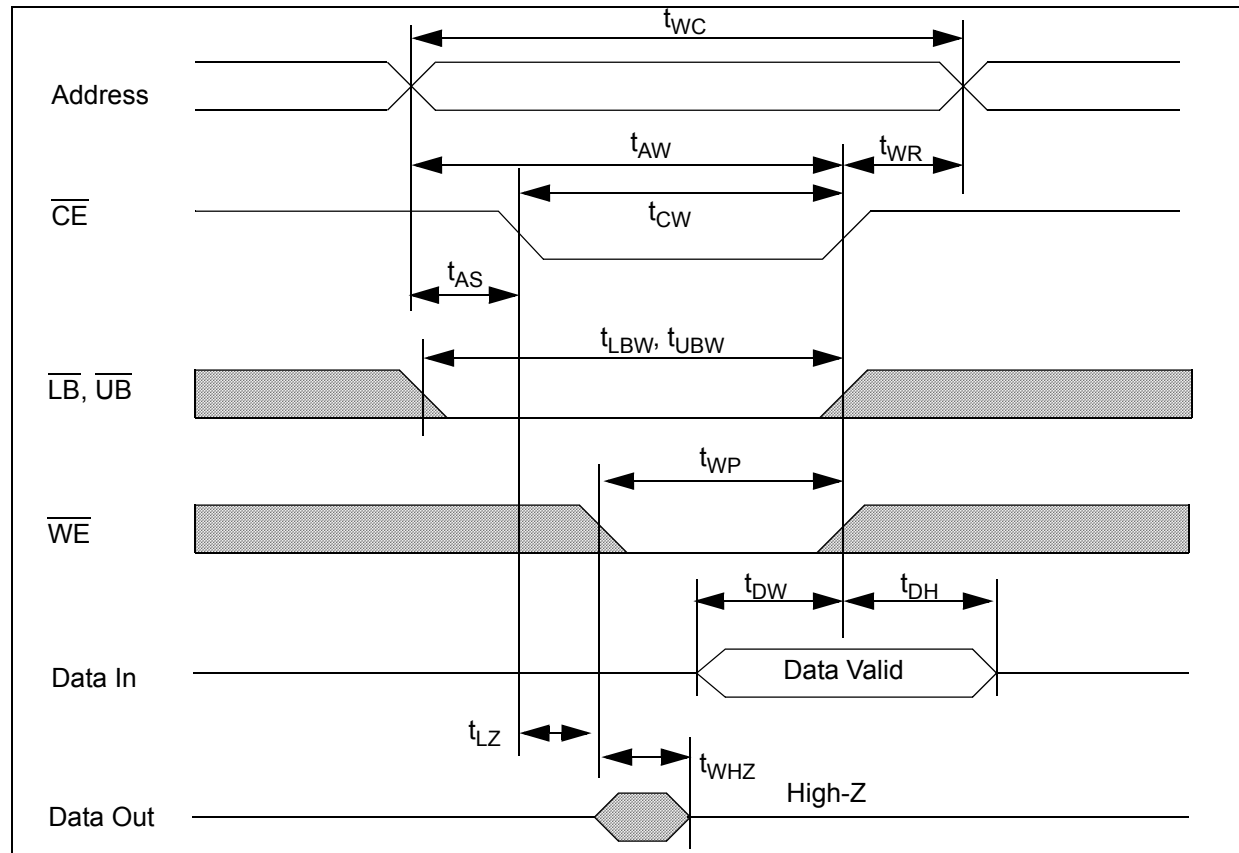 tWC
Address
tAW
tWR
CE
tCW
tAS
tLBW, tUBW
LB, UB
tWP
WE
tDW
tDH
Data In
Data Valid
tLZ
tWHZ
High-Z
Data Out